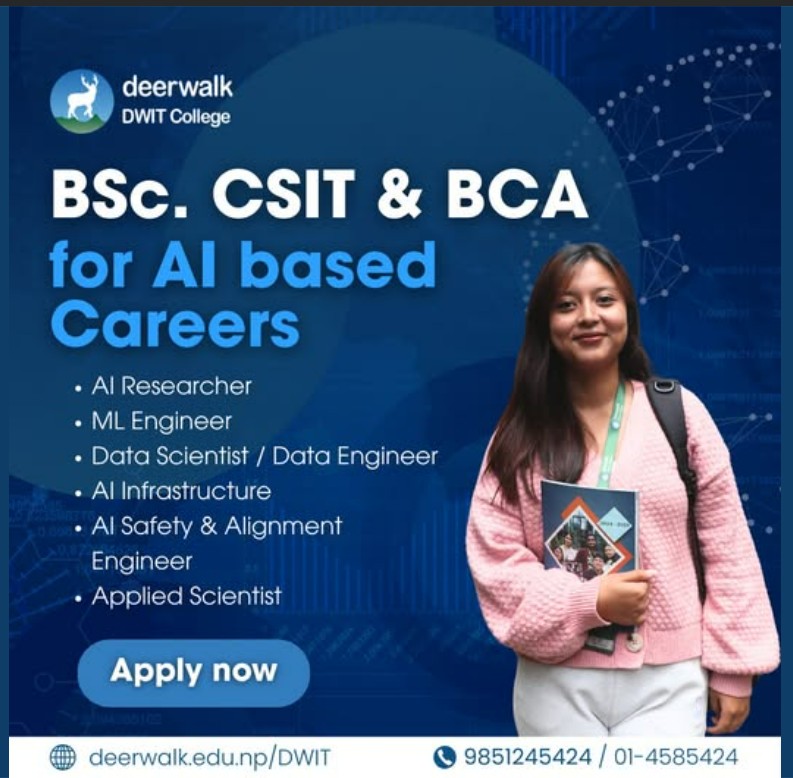 deerwalk
DWIT College
BSc. CSIT & BCA
for AI based
Careers
• AI Researcher
• ML Engineer
• Data Scientist / Data Engineer
• AI Infrastructure
• AI Safety & Alignment
Engineer
• Applied Scientist
Apply now
deerwalk.edu.np/DWIT
9851245424 / 01-4585424